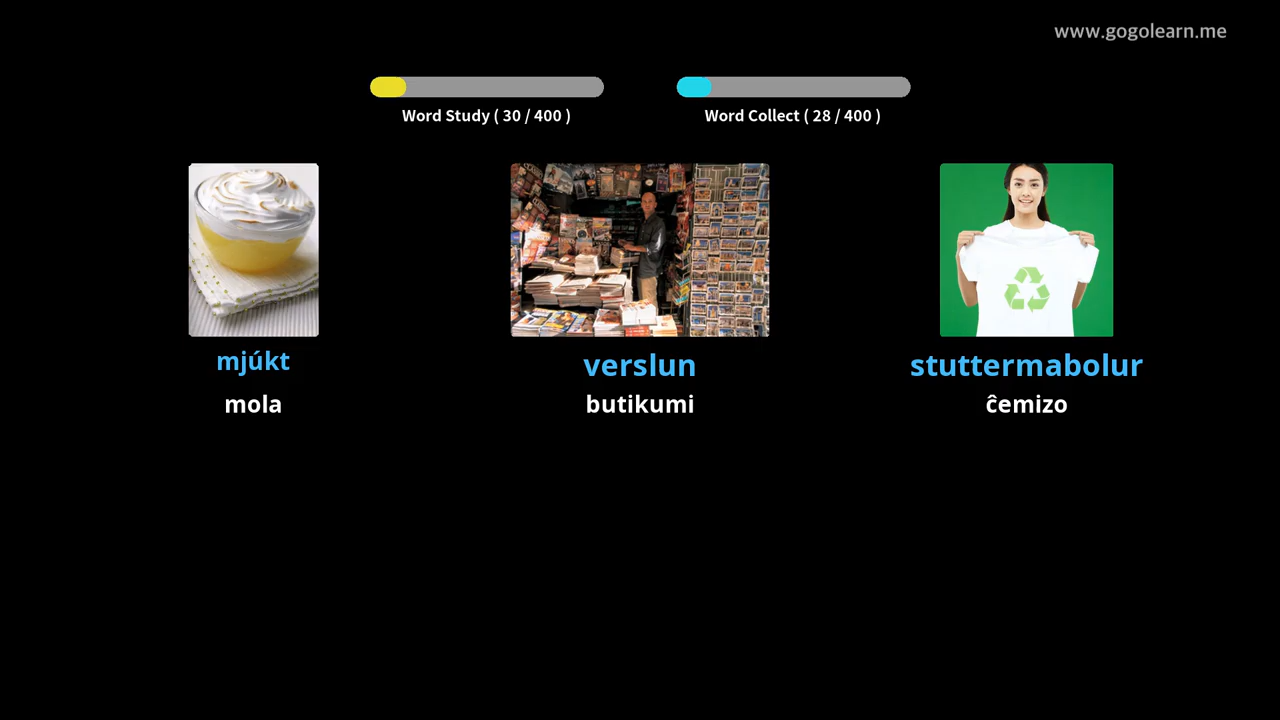 www.gogolearn.me
Word Study ( 30 / 400 )
Word Collect ( 28 / 400 )
mjúkt
verslun
stuttermabolur
mola
butikumi
ĉemizo